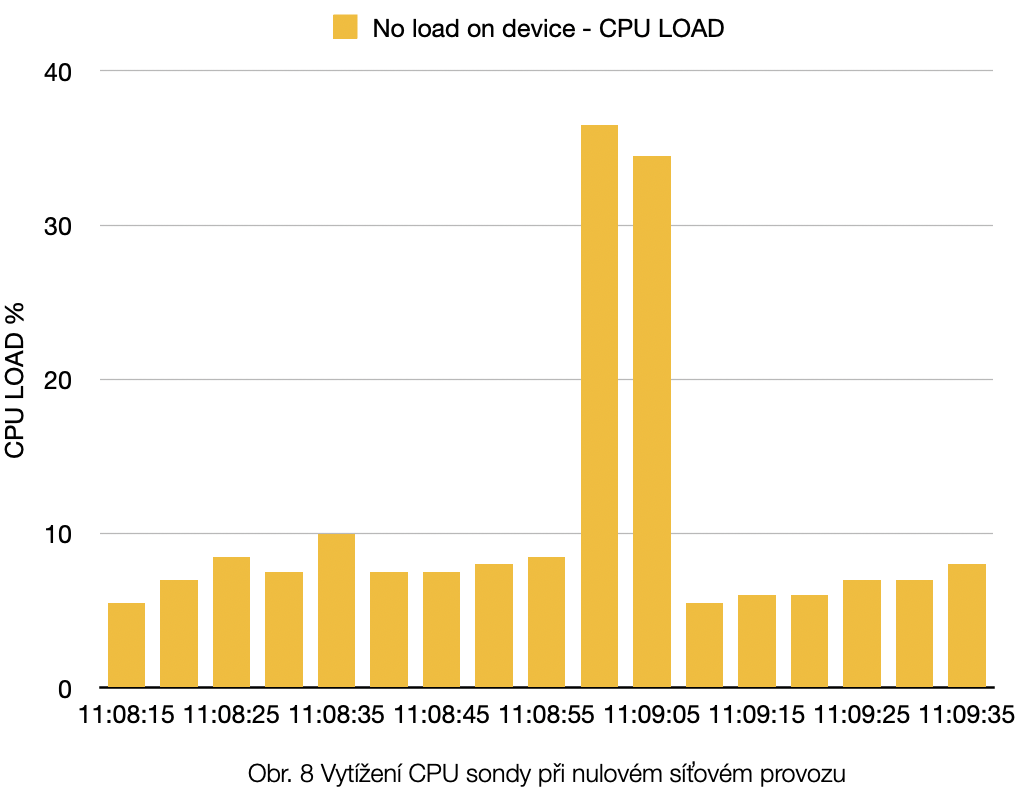 No load on device - CPU LOAD
40
30
20
10
0
CPU LOAD %
11:08:15 11:08:25 11:08:35 11:08:45 11:08:55 11:09:05 11:09:15 11:09:25 11:09:35
Obr. 8 Vytížení CPU sondy při nulovém síťovém provozu